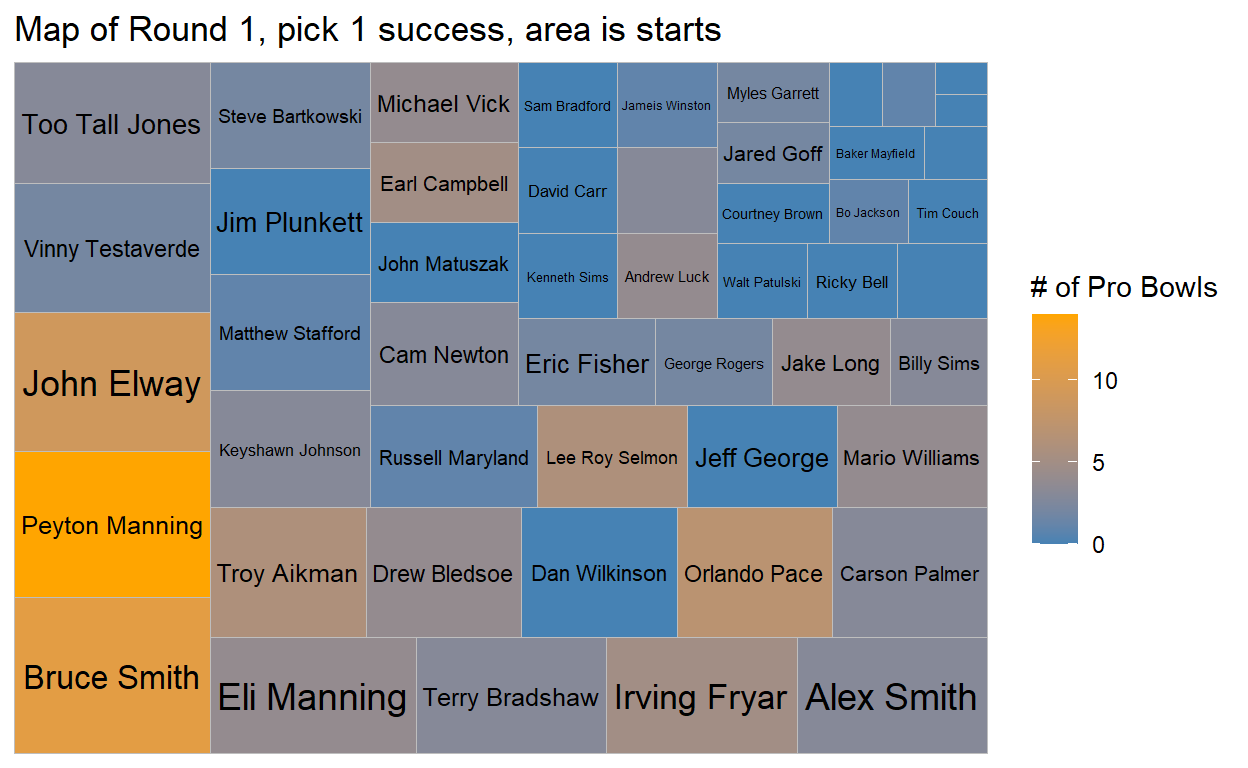 Map of Round 1, pick 1 success, area is starts
Too Tall Jones
Vinny Testaverde
John Elway
Peyton Manning
Bruce Smith
Steve Bartkowski
Jim Plunkett
Matthew Stafford
Keyshawn Johnson
Michael Vick
Earl Campbell
John Matuszak
Cam Newton
Sam Bradford
Jameis Winston
David Carr
Kenneth Sims
Andrew Luck
Myles Garrett
Jared Goff
Courtney Brown
Baker Mayfield
Bo Jackson
Tim Couch
Walt Patulski
Ricky Bell
Eric Fisher
George Rogers
Jake Long
Billy Sims
Russell Maryland
Lee Roy Selmon
Jeff George
Mario Williams
Troy Aikman
Drew Bledsoe
Dan Wilkinson
Orlando Pace
Carson Palmer
Eli Manning
Terry Bradshaw
Irving Fryar
Alex Smith
# of Pro Bowls
10
5
0